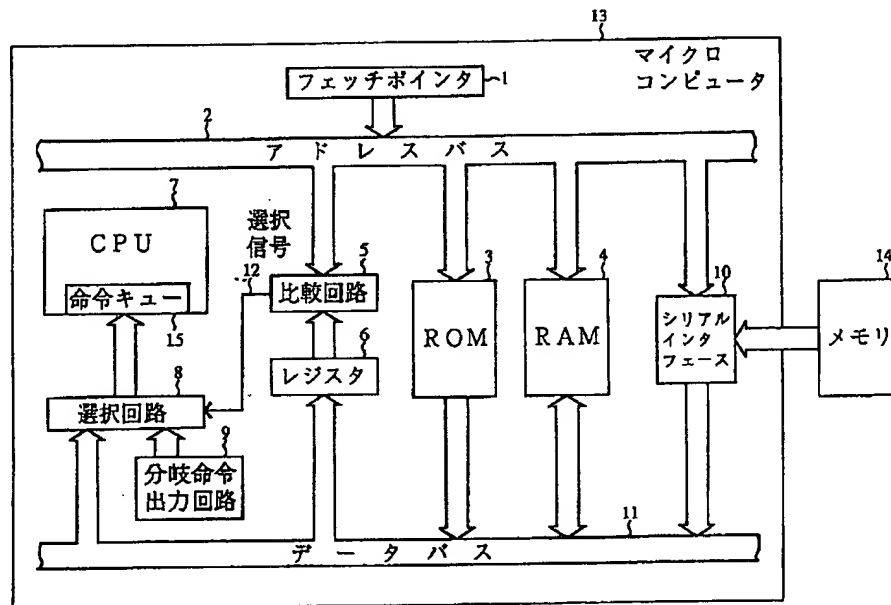 13
マイクロ
コンピュータ
フェッチポインタ
1
2
アドレスバス
7
CPU
命令キュー
15
選択
信号
12
5
比較回路
6
レジスタ
3
ROM
4
RAM
10
シリアル
インタ
フェース
14
メモリ
8
選択回路
9
分岐命令
出力回路
11
データバス